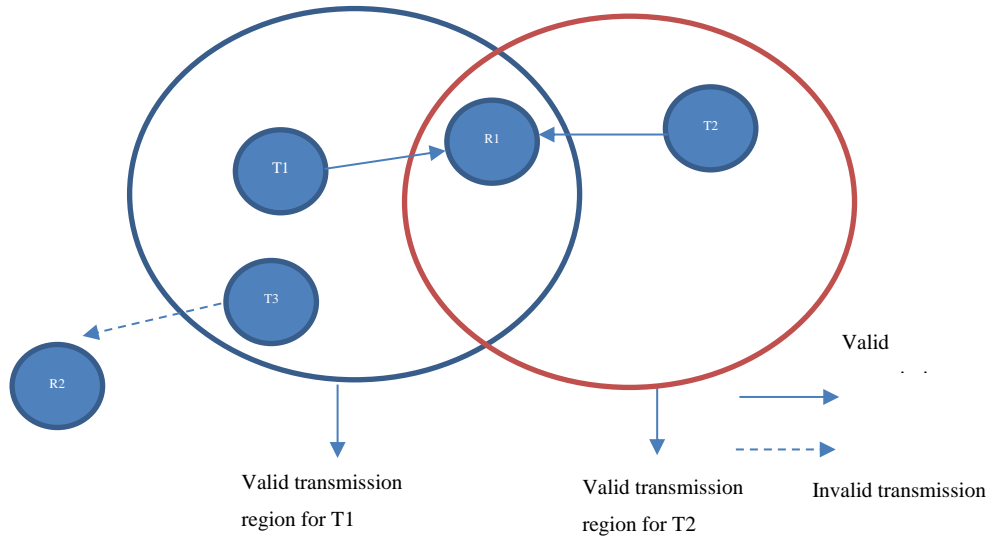 R1
T2
T1
T3
R2
Valid
Valid transmission
region for T1
Valid transmission
region for T2
Invalid transmission